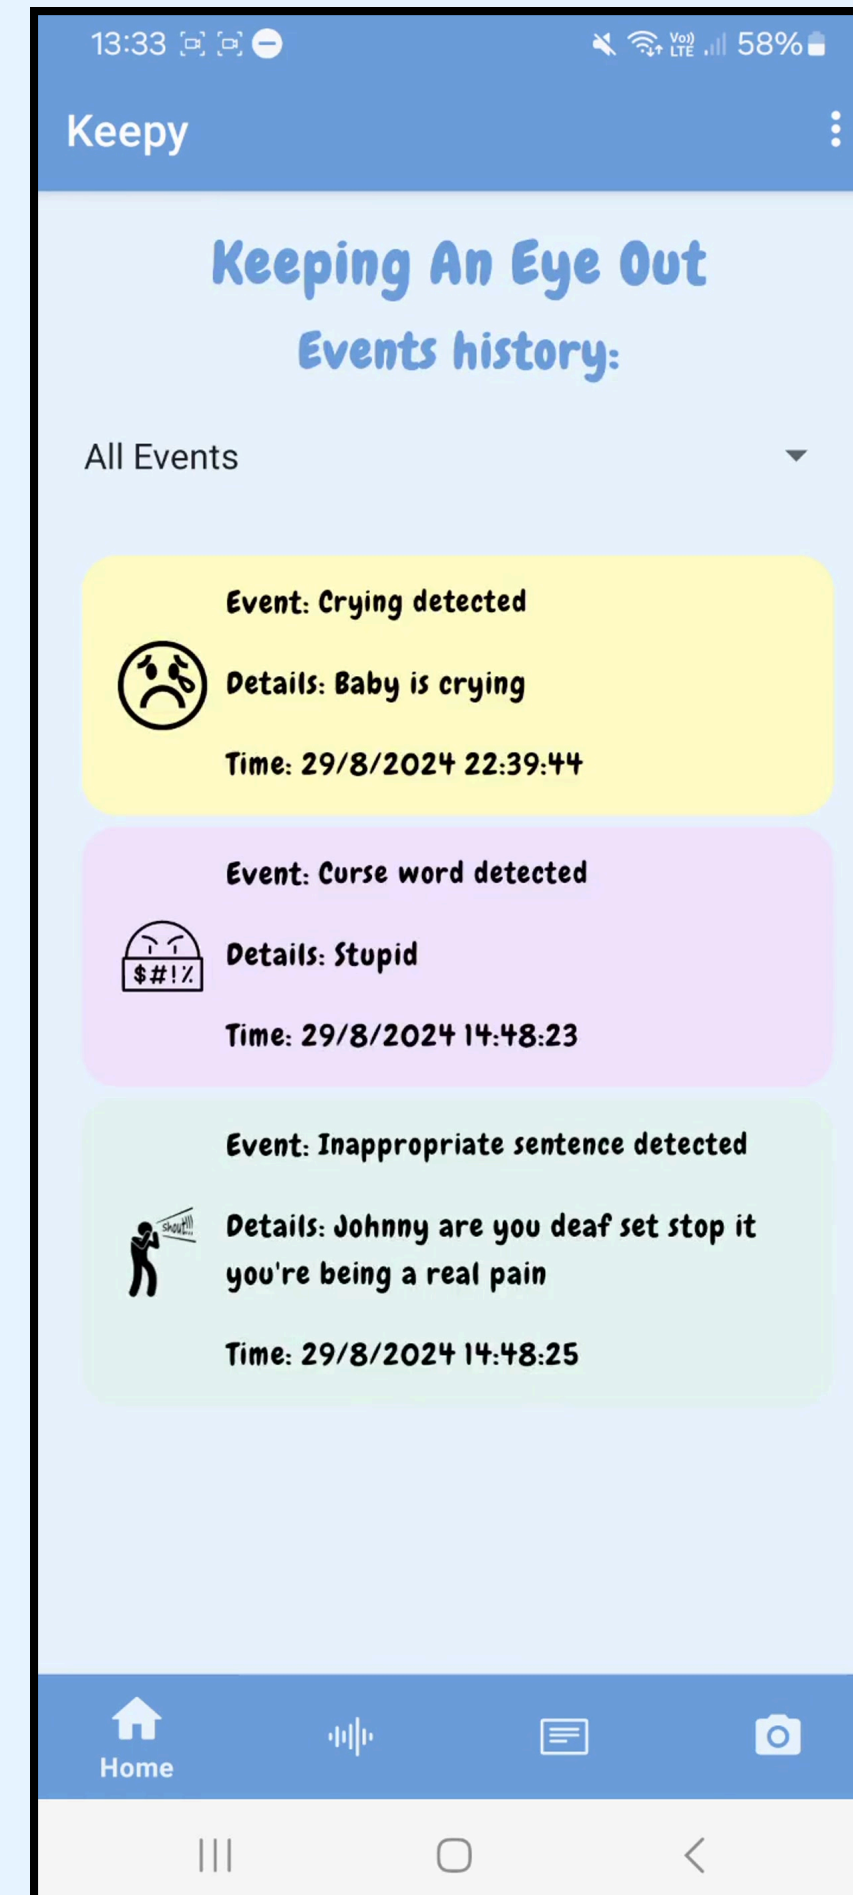 13:33
Vo)) LTE 58%
Keepy
Keeping An Eye Out
Events history:
All Events
Event: Crying detected
Details: Baby is crying
Time: 29/8/2024 22:39:44
Event: Curse word detected
$#!%
Details: Stupid
Time: 29/8/2024 14:48:23
Event: Inappropriate sentence detected
shout!!!
Details: Johnny are you deaf set stop it
you're being a real pain
Time: 29/8/2024 14:48:25
Home